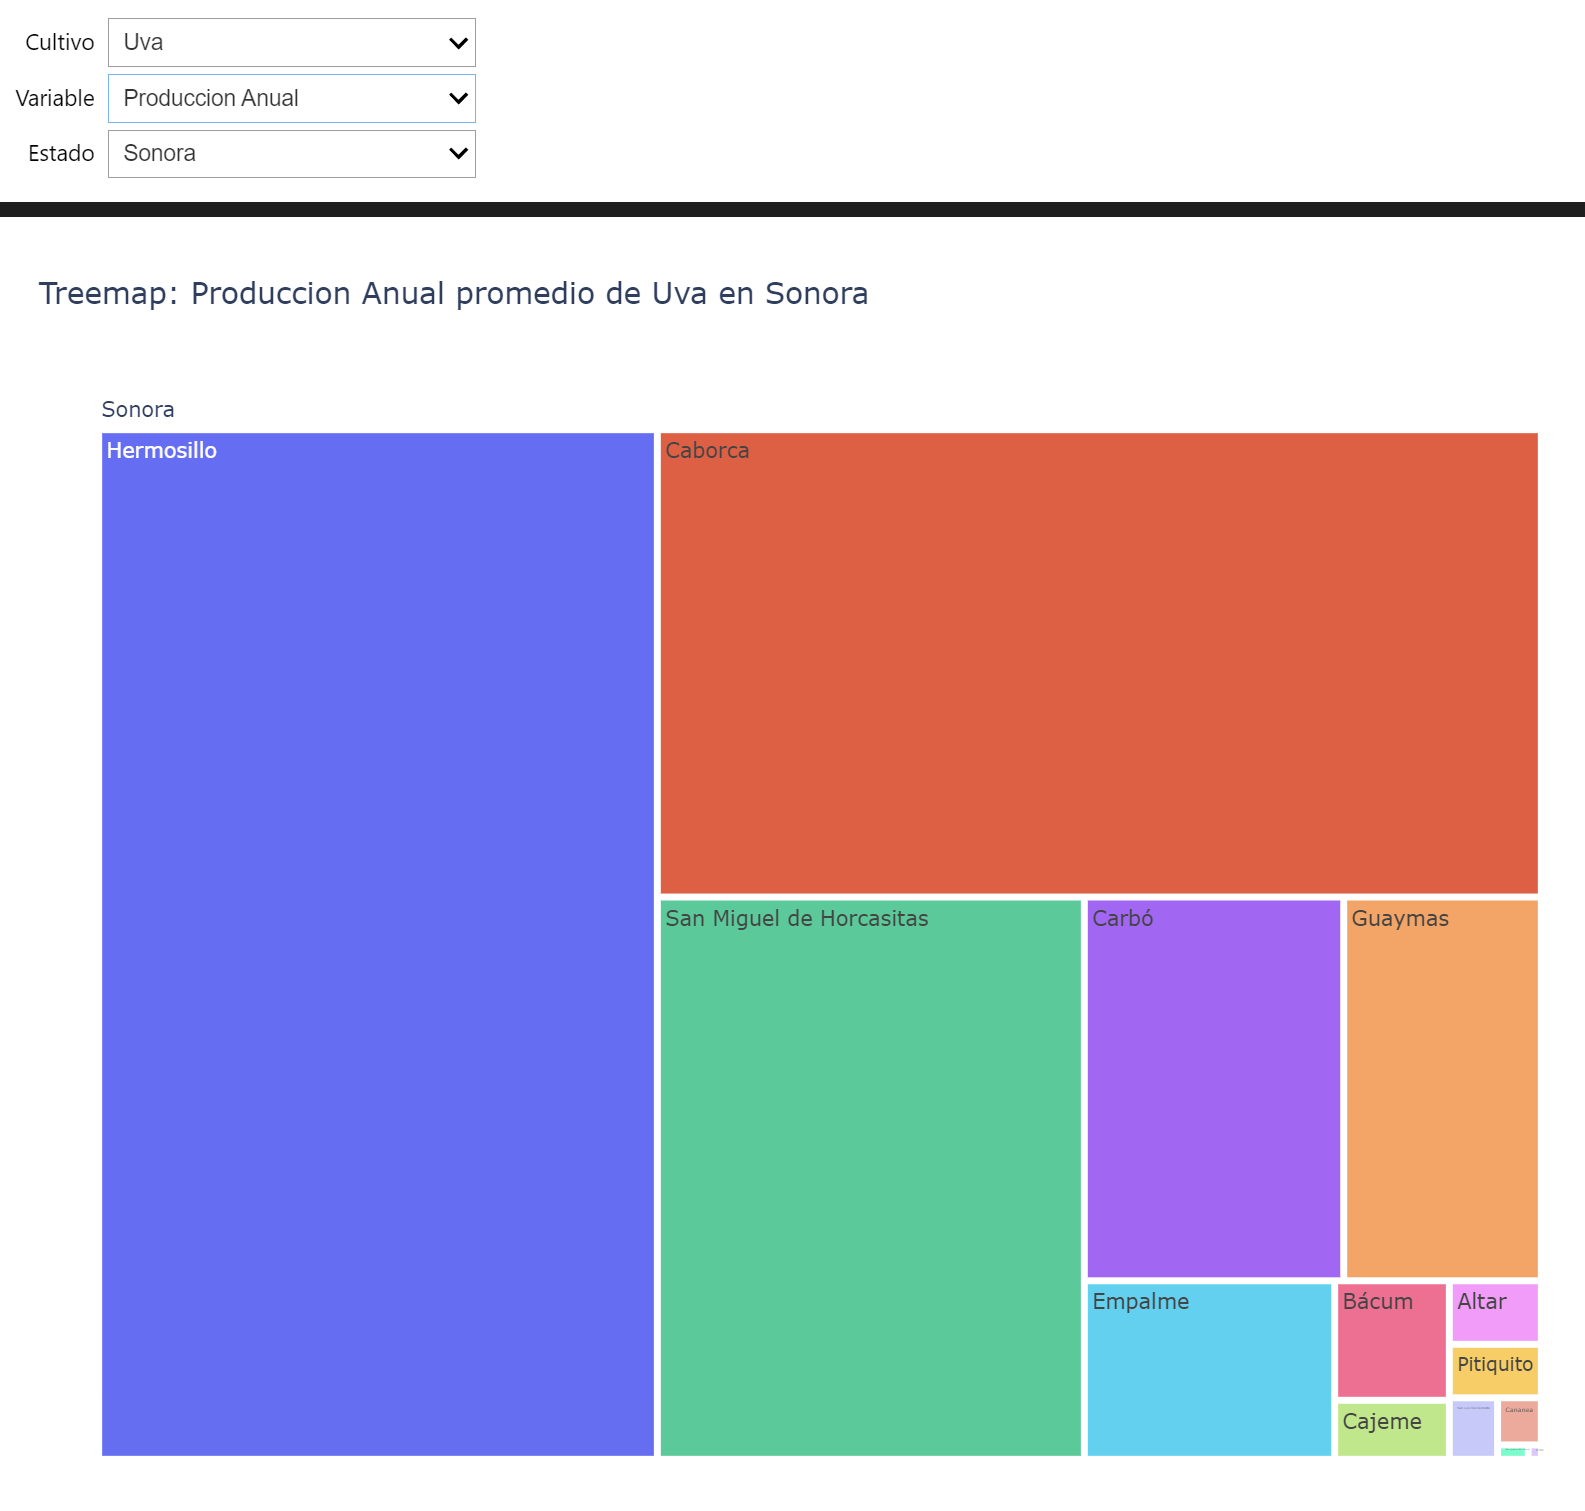 Cultivo Uva
Variable Produccion Anual
Estado Sonora
Treemap: Produccion Anual promedio de Uva en Sonora
Sonora
Hermosillo
Caborca
San Miguel de Horcasitas
Carbó
Guaymas
Empalme
Bácum
Altar
Pitiquito
Cajeme
Cananea